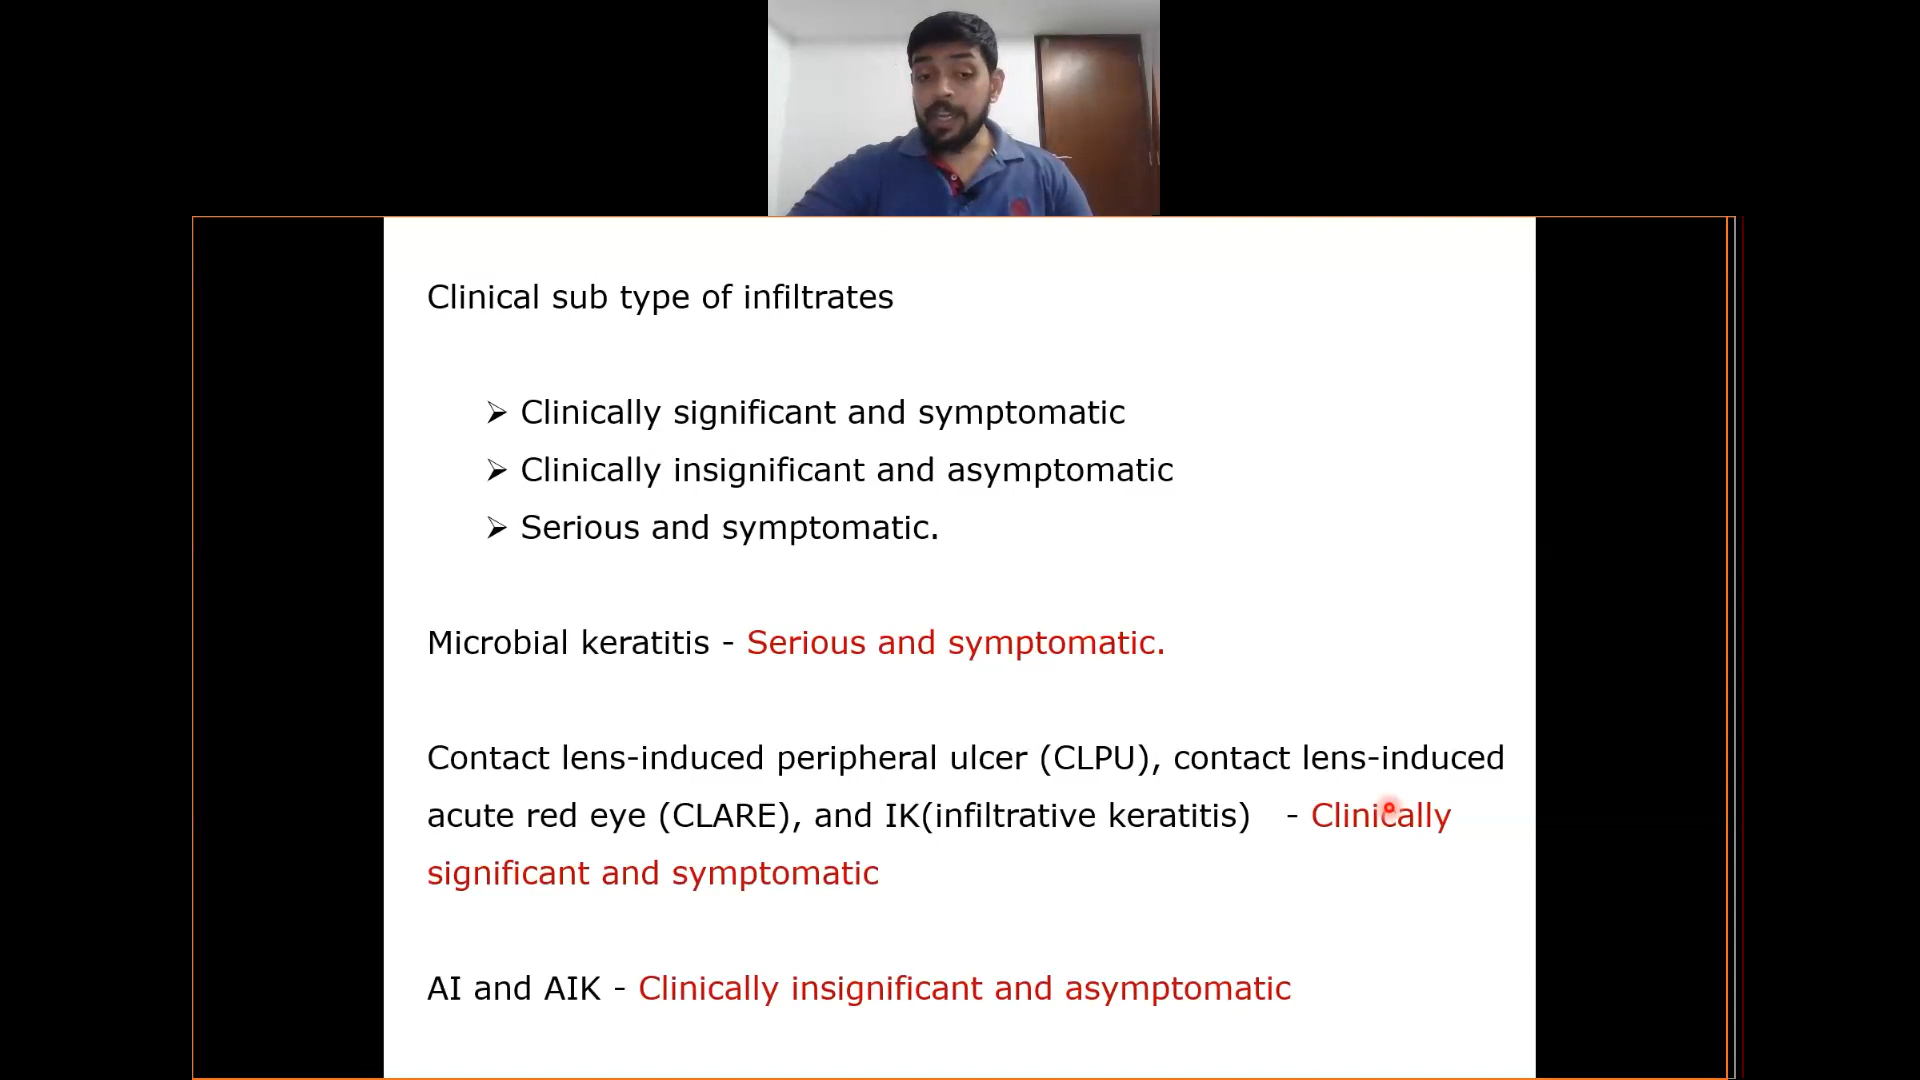 Clinical sub type of infiltrates
➢ Clinically significant and symptomatic
➢ Clinically insignificant and asymptomatic
➢ Serious and symptomatic.
Microbial keratitis - Serious and symptomatic.
Contact lens-induced peripheral ulcer (CLPU), contact lens-induced
acute red eye (CLARE), and IK(infiltrative keratitis) - Clinically
significant and symptomatic
AI and AIK - Clinically insignificant and asymptomatic